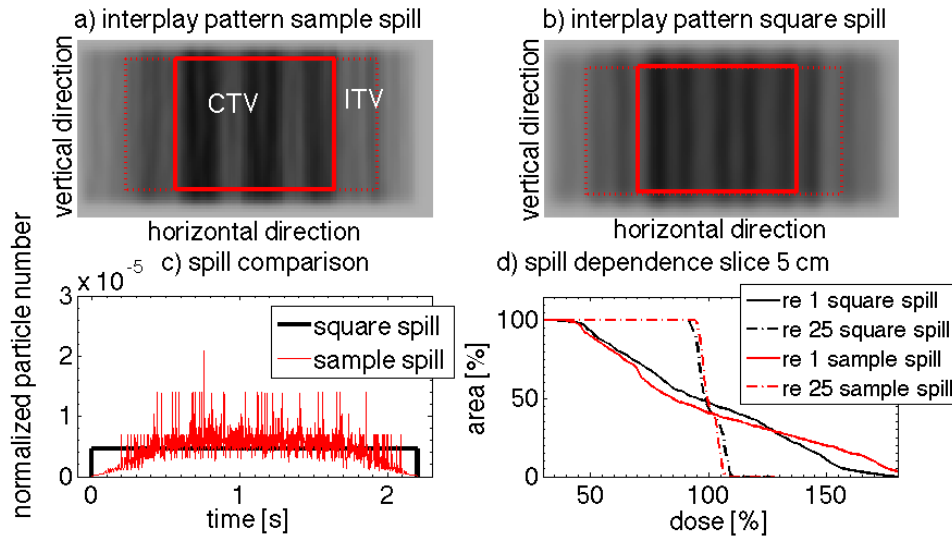 a) interplay pattern sample spill
b) interplay pattern square spill
CTV
ITV
vertical direction
horizontal direction
vertical direction
horizontal direction
c) spill comparison
normalized particle number
x 10^-5
3
2
1
0
square spill
sample spill
0
1
2
time [s]
d) spill dependence slice 5 cm
area [%]
100
50
0
re 1 square spill
re 25 square spill
re 1 sample spill
re 25 sample spill
50
100
150
dose [%]